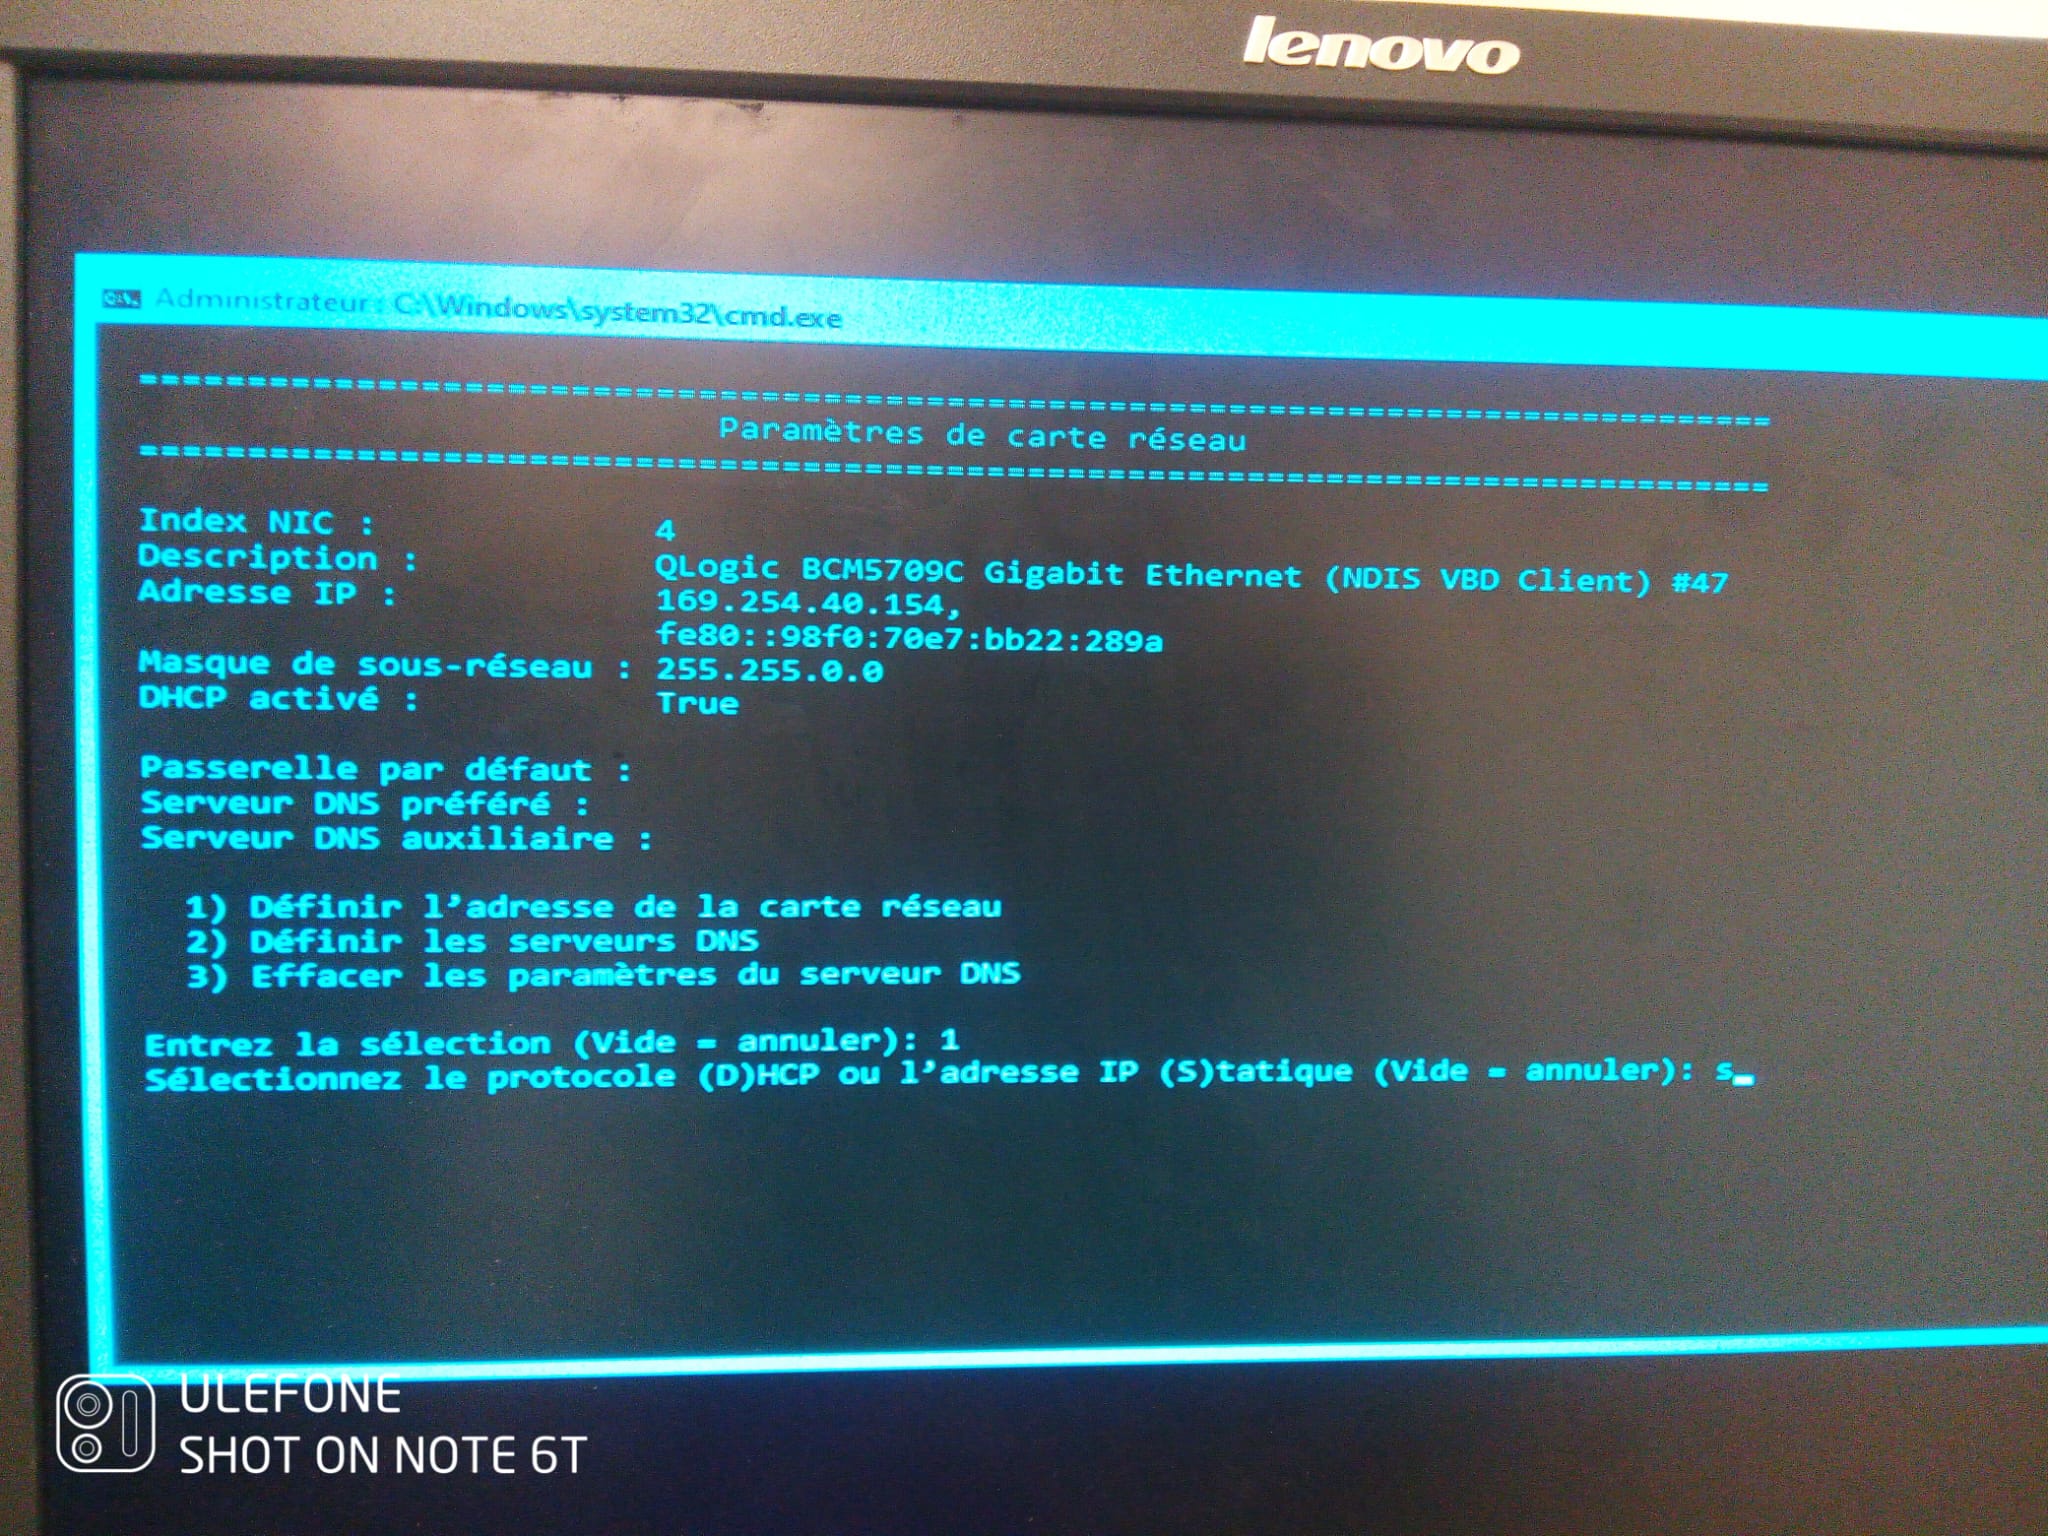 lenovo
Administrateur : C:\Windows\system32\cmd.exe
===============================================================================
Paramètres de carte réseau
===============================================================================
Index NIC : 4
Description : QLogic BCM5709C Gigabit Ethernet (NDIS VBD Client) #47
Adresse IP : 169.254.40.154,
fe80::98f0:70e7:bb22:289a
Masque de sous-réseau : 255.255.0.0
DHCP activé : True
Passerelle par défaut :
Serveur DNS préféré :
Serveur DNS auxiliaire :
1) Définir l’adresse de la carte réseau
2) Définir les serveurs DNS
3) Effacer les paramètres du serveur DNS
Entrez la sélection (Vide = annuler): 1
Sélectionnez le protocole (D)HCP ou l’adresse IP (S)tatique (Vide = annuler): s_
ULEFONE
SHOT ON NOTE 6T